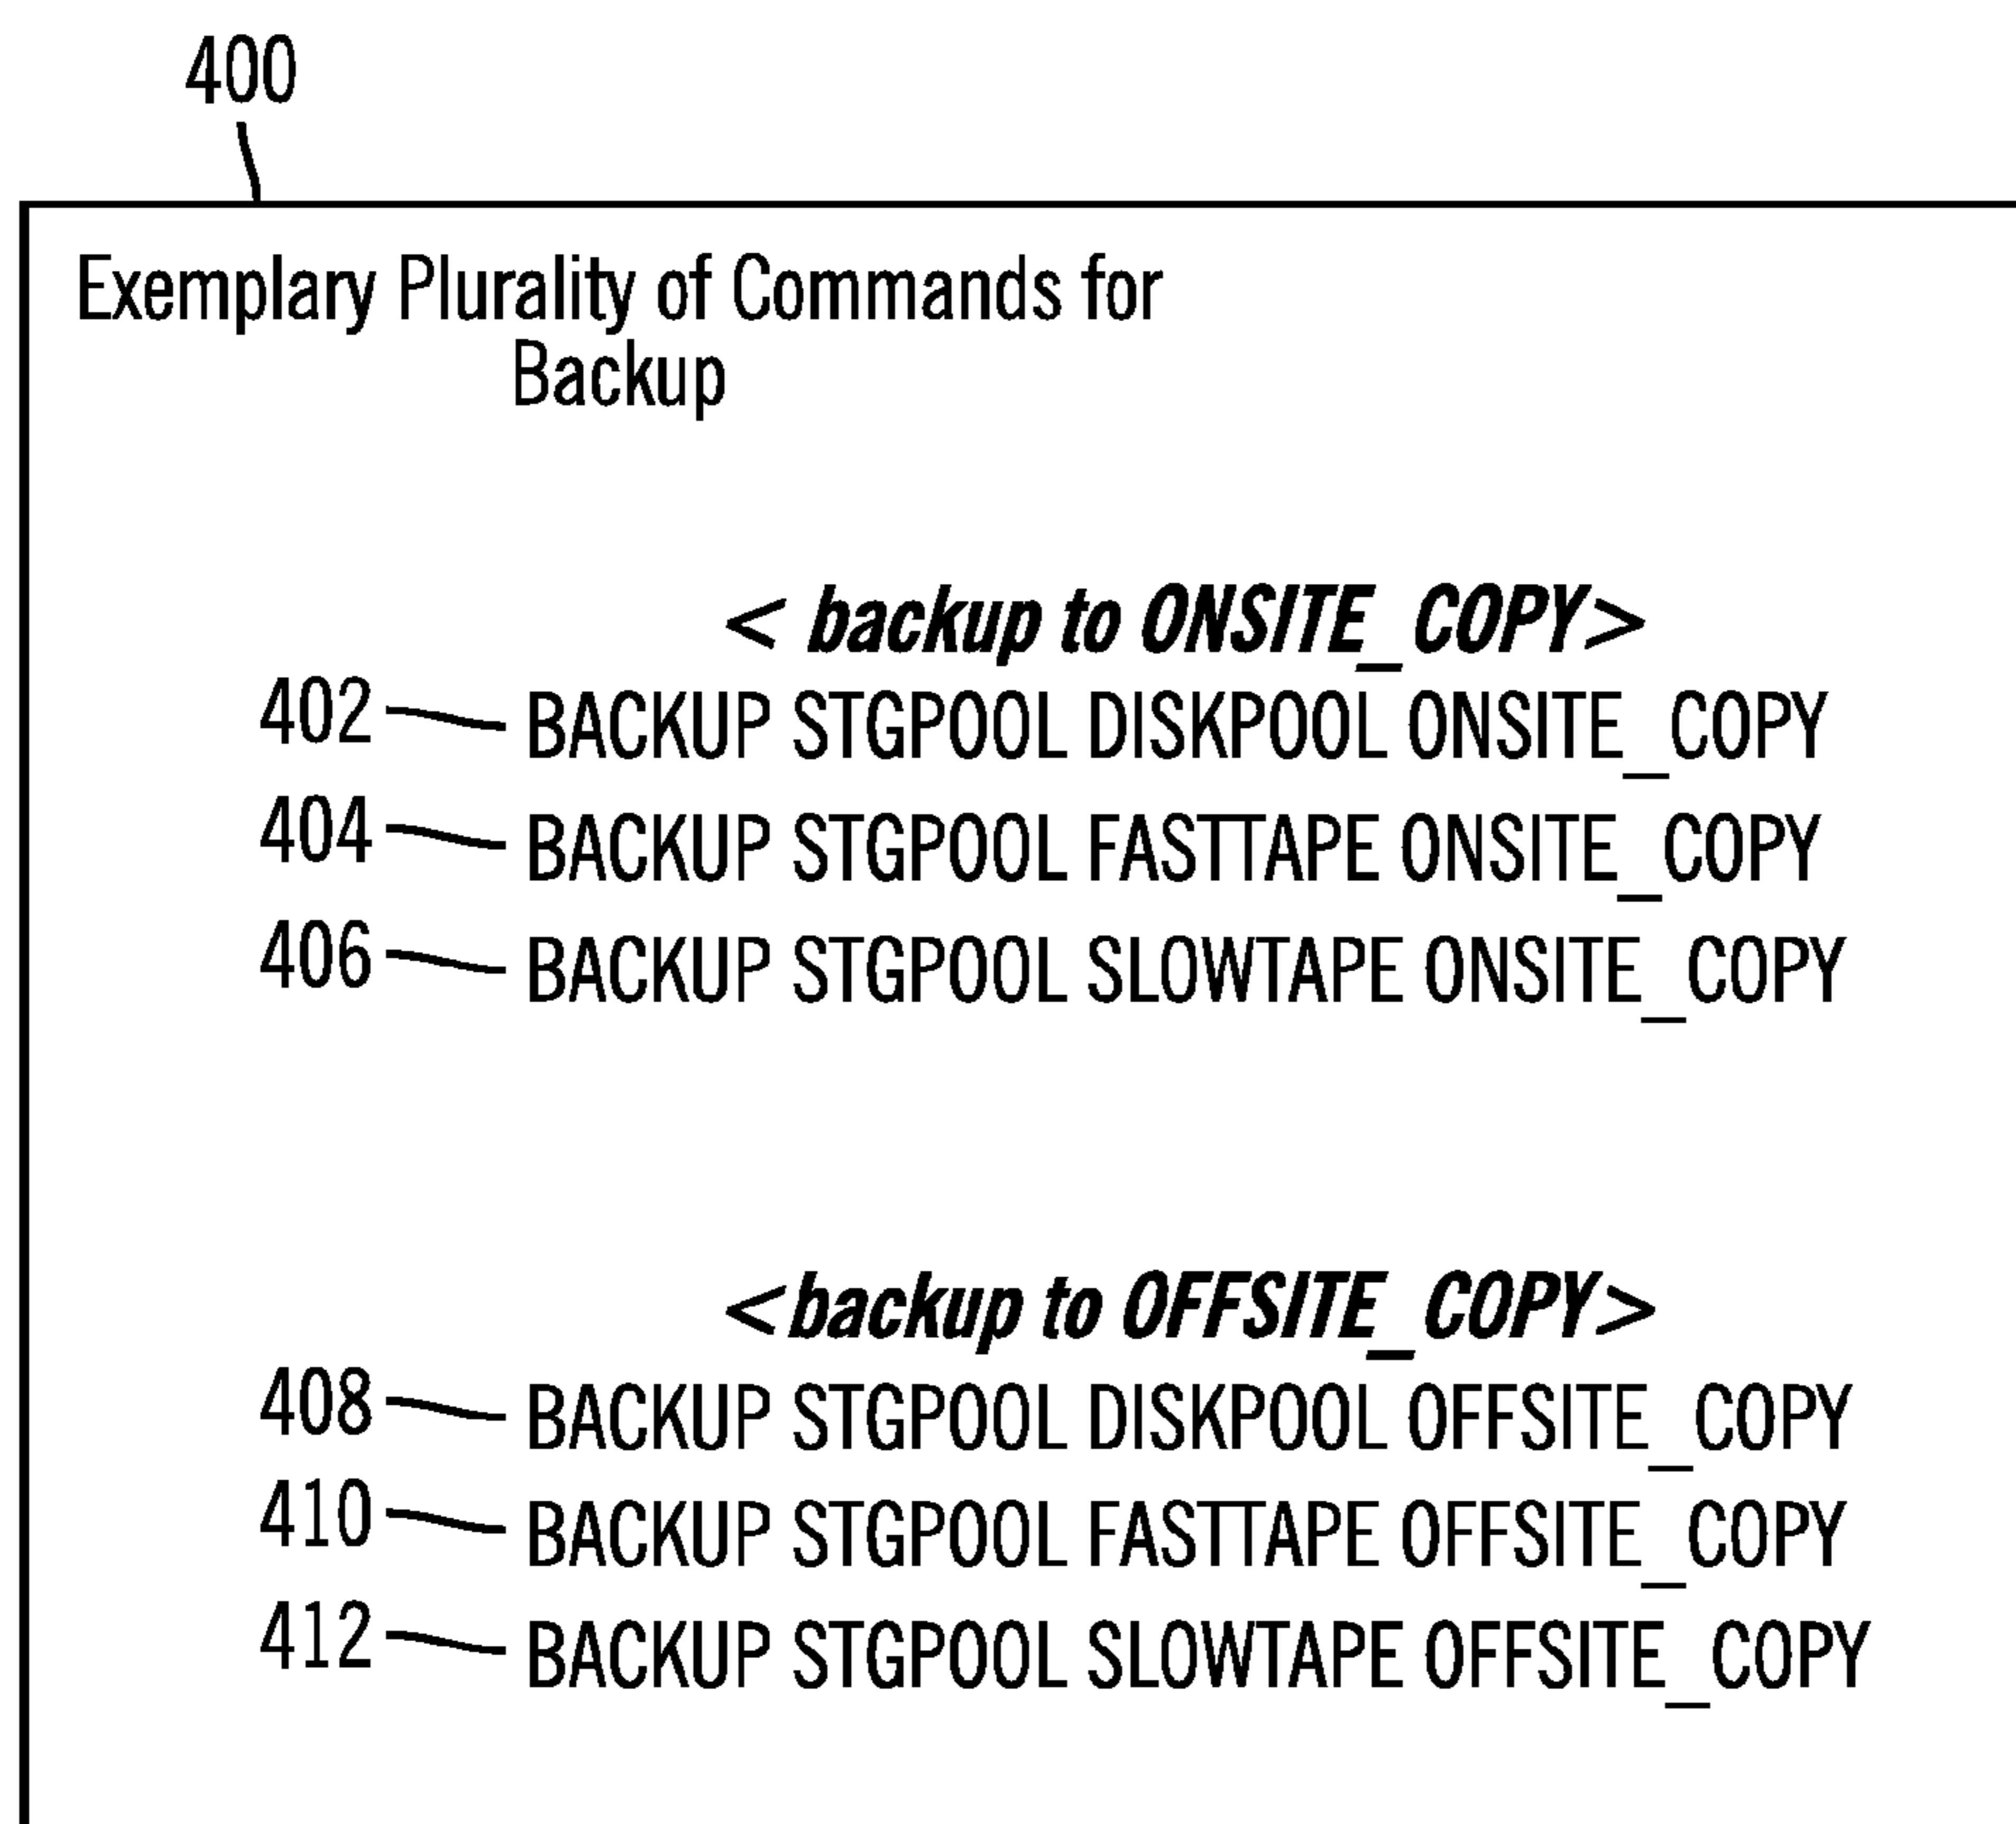 400
Exemplary Plurality of Commands for
Backup
< backup to ONSITE_COPY>
402 BACKUP STGPOOL DISKPOOL ONSITE_COPY
404 BACKUP STGPOOL FASTTAPE ONSITE_COPY
406 BACKUP STGPOOL SLOWTAPE ONSITE_COPY
<backup to OFFSITE_COPY>
408 BACKUP STGPOOL DISKPOOL OFFSITE_COPY
410 BACKUP STGPOOL FASTTAPE OFFSITE_COPY
412 BACKUP STGPOOL SLOWTAPE OFFSITE_COPY